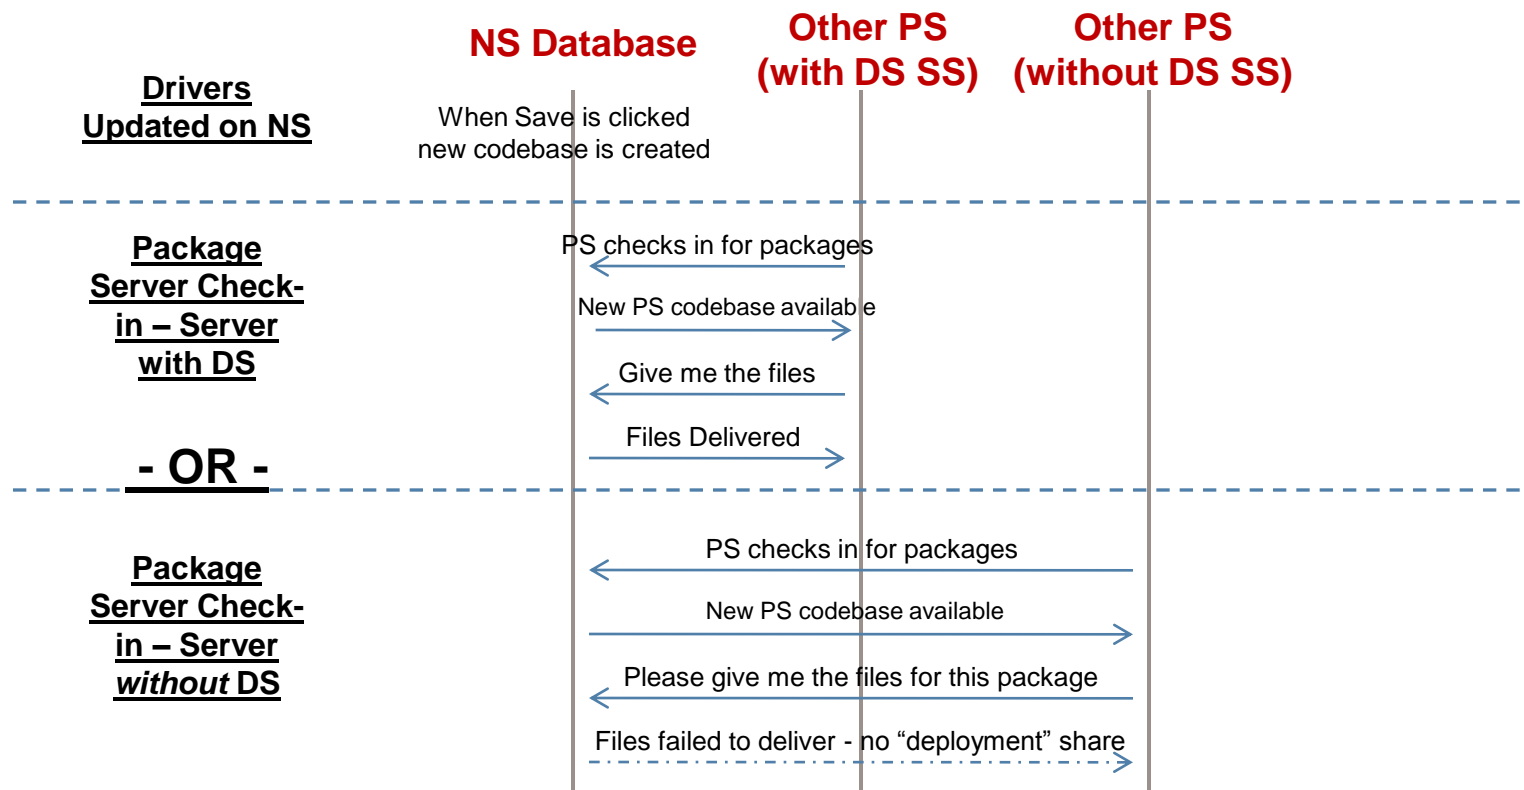 NS Database
Other PS
(with DS SS)
Other PS
(without DS SS)
Drivers
Updated on NS
When Save is clicked
new codebase is created
Package
Server Check-
in – Server
with DS
PS checks in for packages
New PS codebase available
Give me the files
Files Delivered
- OR -
Package
Server Check-
in – Server
without DS
PS checks in for packages
New PS codebase available
Please give me the files for this package
Files failed to deliver - no “deployment” share